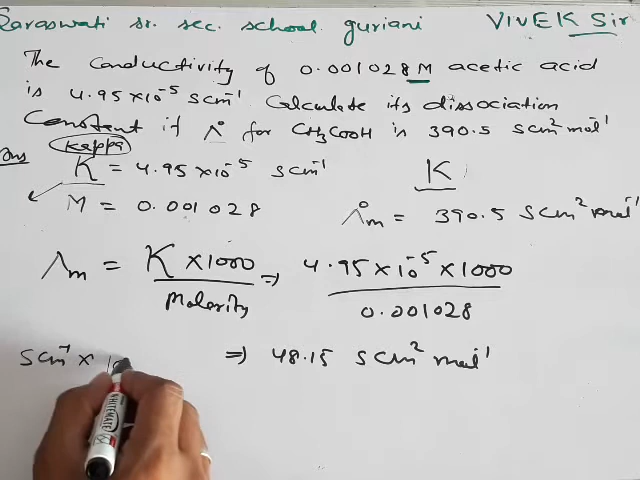 Saraswati sr. sec. school guriani VIVEK Sir
The conductivity of 0.001028 M acetic acid
is 4.95×10⁻⁵ Scm⁻¹ Calculate its dissociation
Constant if Λ° for CH3COOH is 390.5 Scm² mol⁻¹
Ans (Kappa)
K = 4.95×10⁻⁵ Scm⁻¹ K
M = 0.001028 Λ°m = 390.5 Scm² mol⁻¹
Λm = K ×1000 / Molarity ⇒ 4.95×10⁻⁵×1000 / 0.001028
Scm⁻¹ × ⇒ 48.15 Scm² mol⁻¹
WHITEMATE